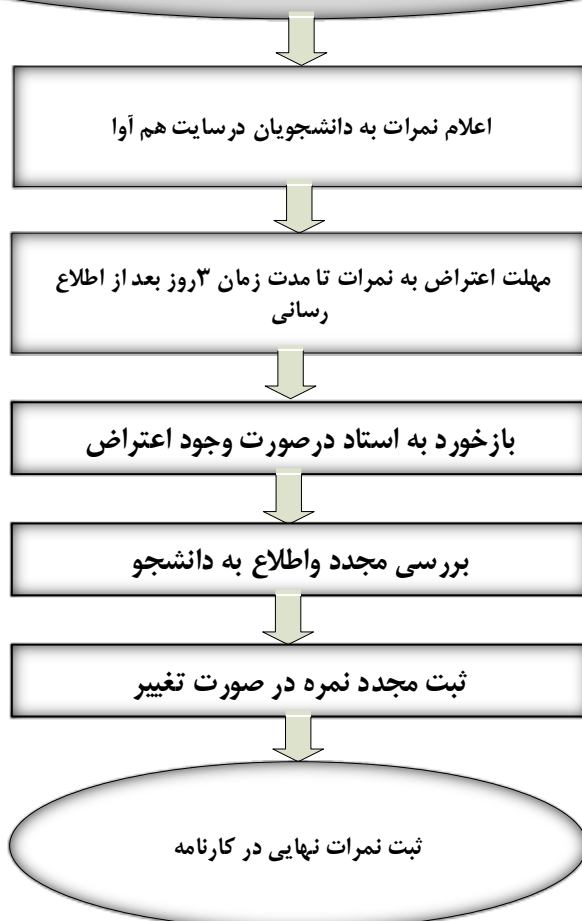 اعلام نمرات به دانشجویان درسایت هم آوا
مهلت اعتراض به نمرات تا مدت زمان ۳روز بعد از اطلاع
رسانی
بازخورد به استاد درصورت وجود اعتراض
بررسی مجدد واطلاع به دانشجو
ثبت مجدد نمره در صورت تغییر
ثبت نمرات نهایی در کارنامه